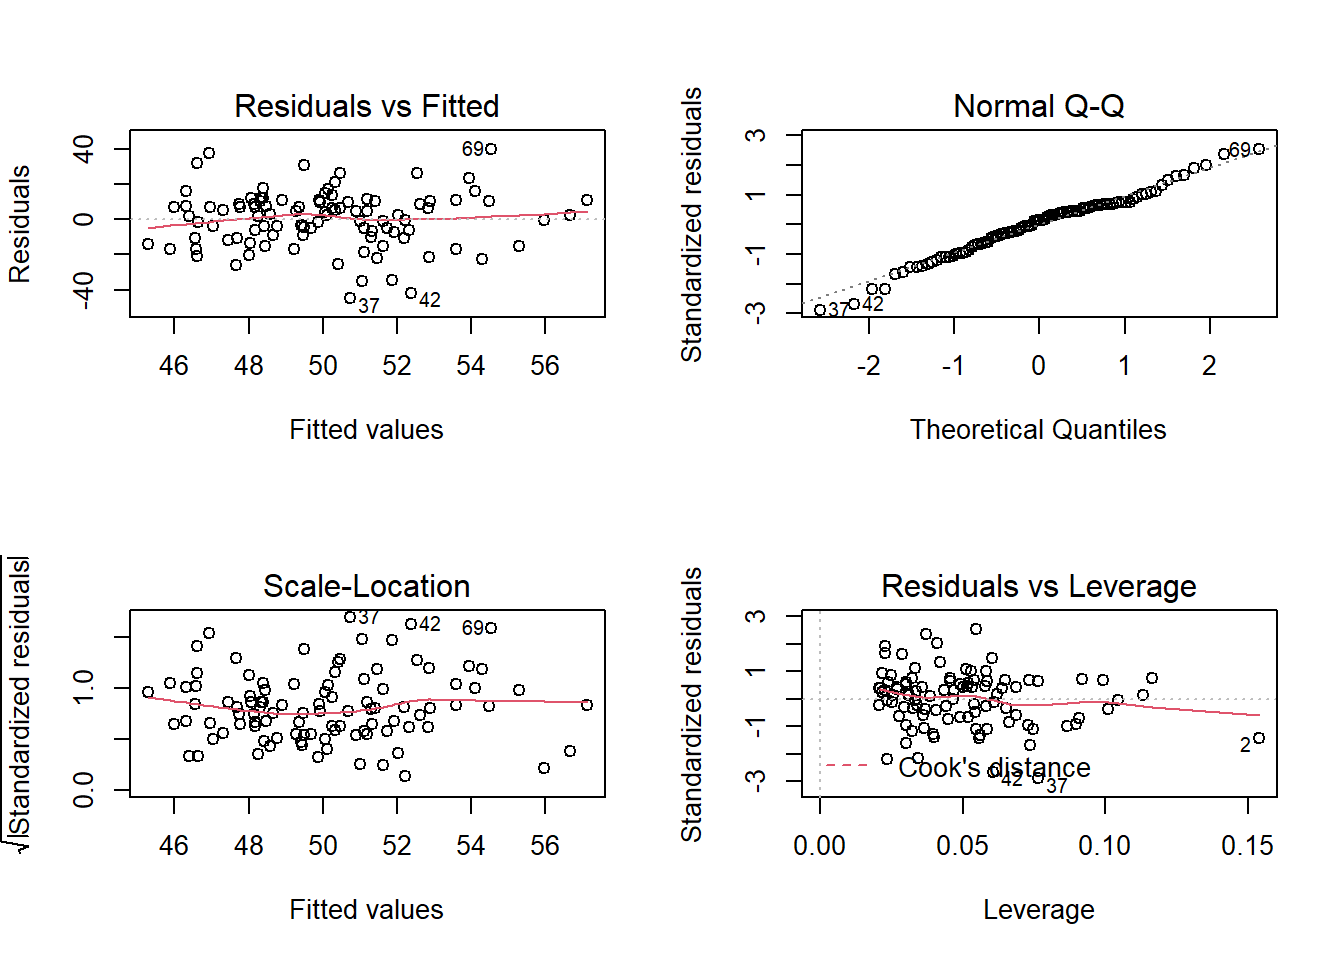 Residuals vs Fitted
Residuals
40
0
-40
69
37
42
46 48 50 52 54 56
Fitted values
Normal Q-Q
Standardized residuals
3
1
-1
-3
69
37
42
-2 -1 0 1 2
Theoretical Quantiles
Scale-Location
√|Standardized residuals|
1.0
0.0
37
42
69
46 48 50 52 54 56
Fitted values
Residuals vs Leverage
Standardized residuals
3
1
-1
-3
2
Cook's distance
42
37
0.00 0.05 0.10 0.15
Leverage